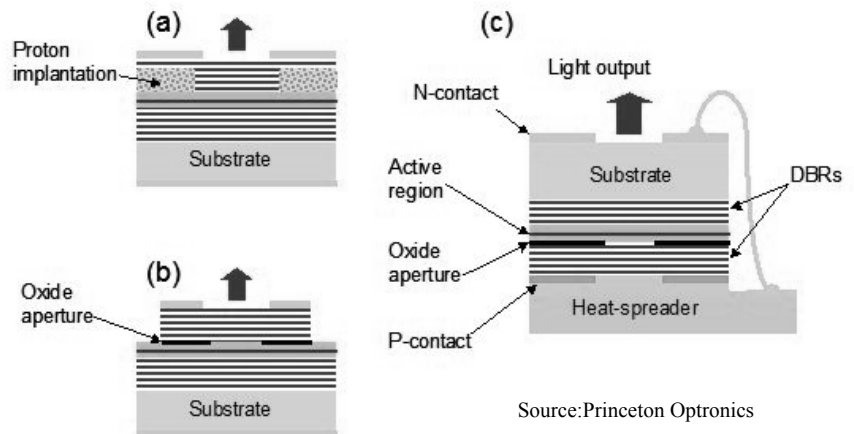 (a)
Proton
implantation
Substrate
(b)
Oxide
aperture
Substrate
(c)
Light output
N-contact
Substrate
Active
region
DBRs
Oxide
aperture
Heat-spreader
P-contact
Source:Princeton Optronics